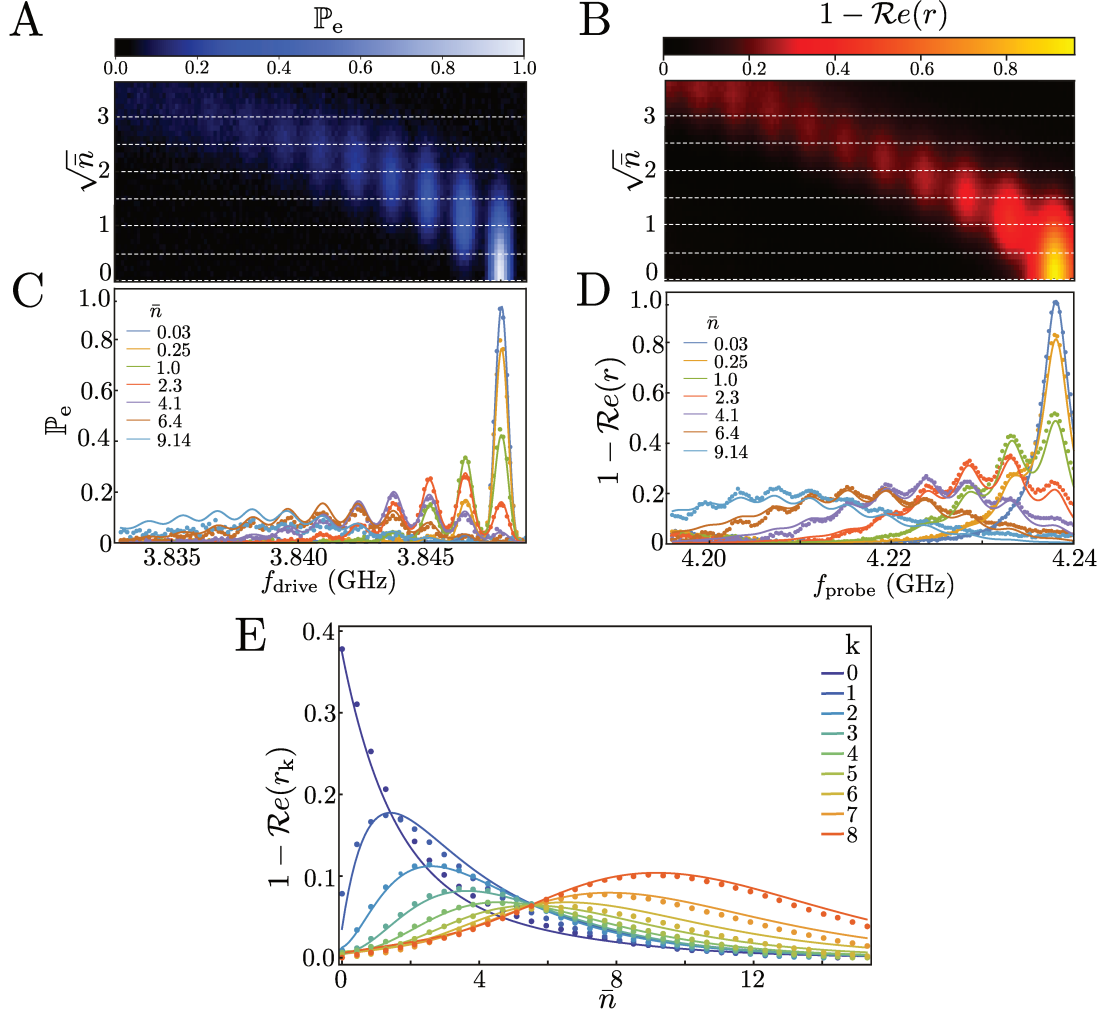 A
ℙe
0.0 0.2 0.4 0.6 0.8 1.0
√n̄
3
2
1
0
B
1 − Re(r)
0 0.2 0.4 0.6 0.8
√n̄
3
2
1
0
C
ℙe
1.0
0.8
0.6
0.4
0.2
0
n̄
0.03
0.25
1.0
2.3
4.1
6.4
9.14
3.835 3.840 3.845
fdrive (GHz)
D
1 − Re(r)
1.0
0.8
0.6
0.4
0.2
0
n̄
0.03
0.25
1.0
2.3
4.1
6.4
9.14
4.20 4.22 4.24
fprobe (GHz)
E
1 − Re(rk)
0.4
0.3
0.2
0.1
0.0
k
0
1
2
3
4
5
6
7
8
0 4 8 12
n̄